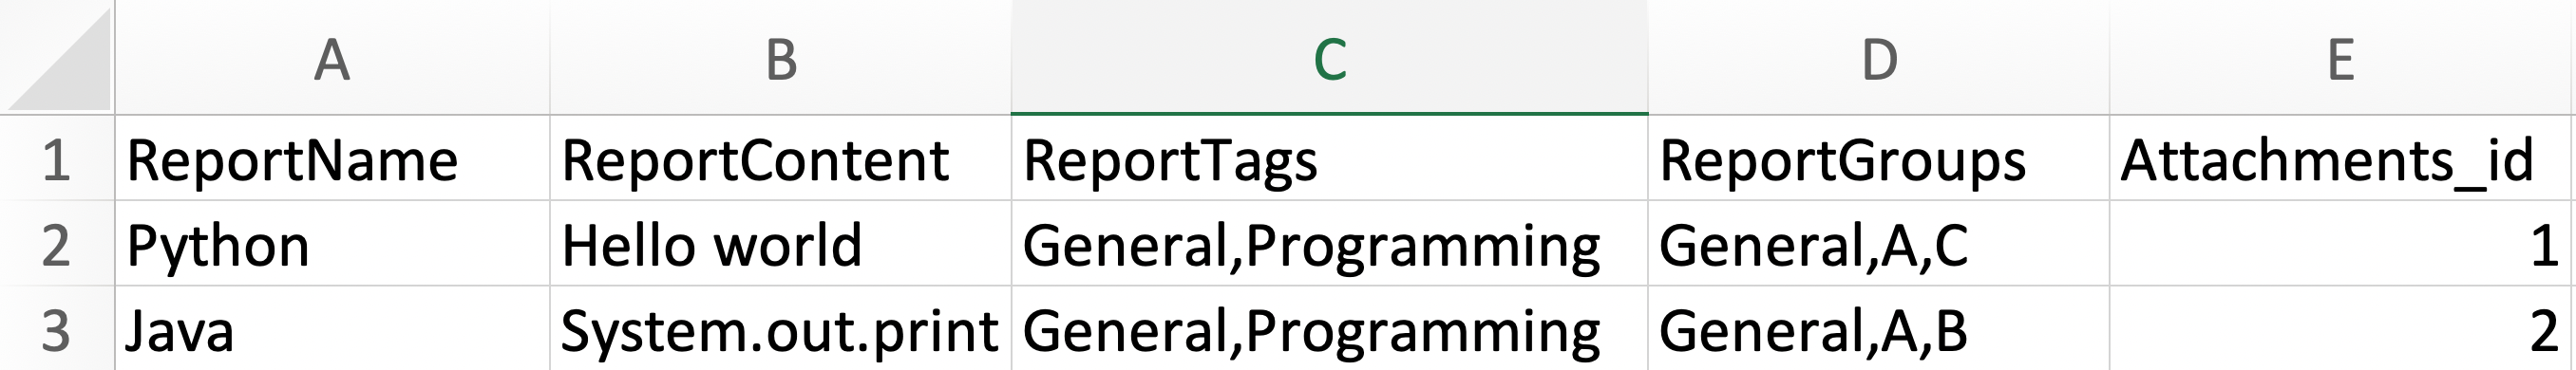 A B C D E
1 ReportName ReportContent ReportTags ReportGroups Attachments_id
2 Python Hello world General,Programming General,A,C 1
3 Java System.out.print General,Programming General,A,B 2